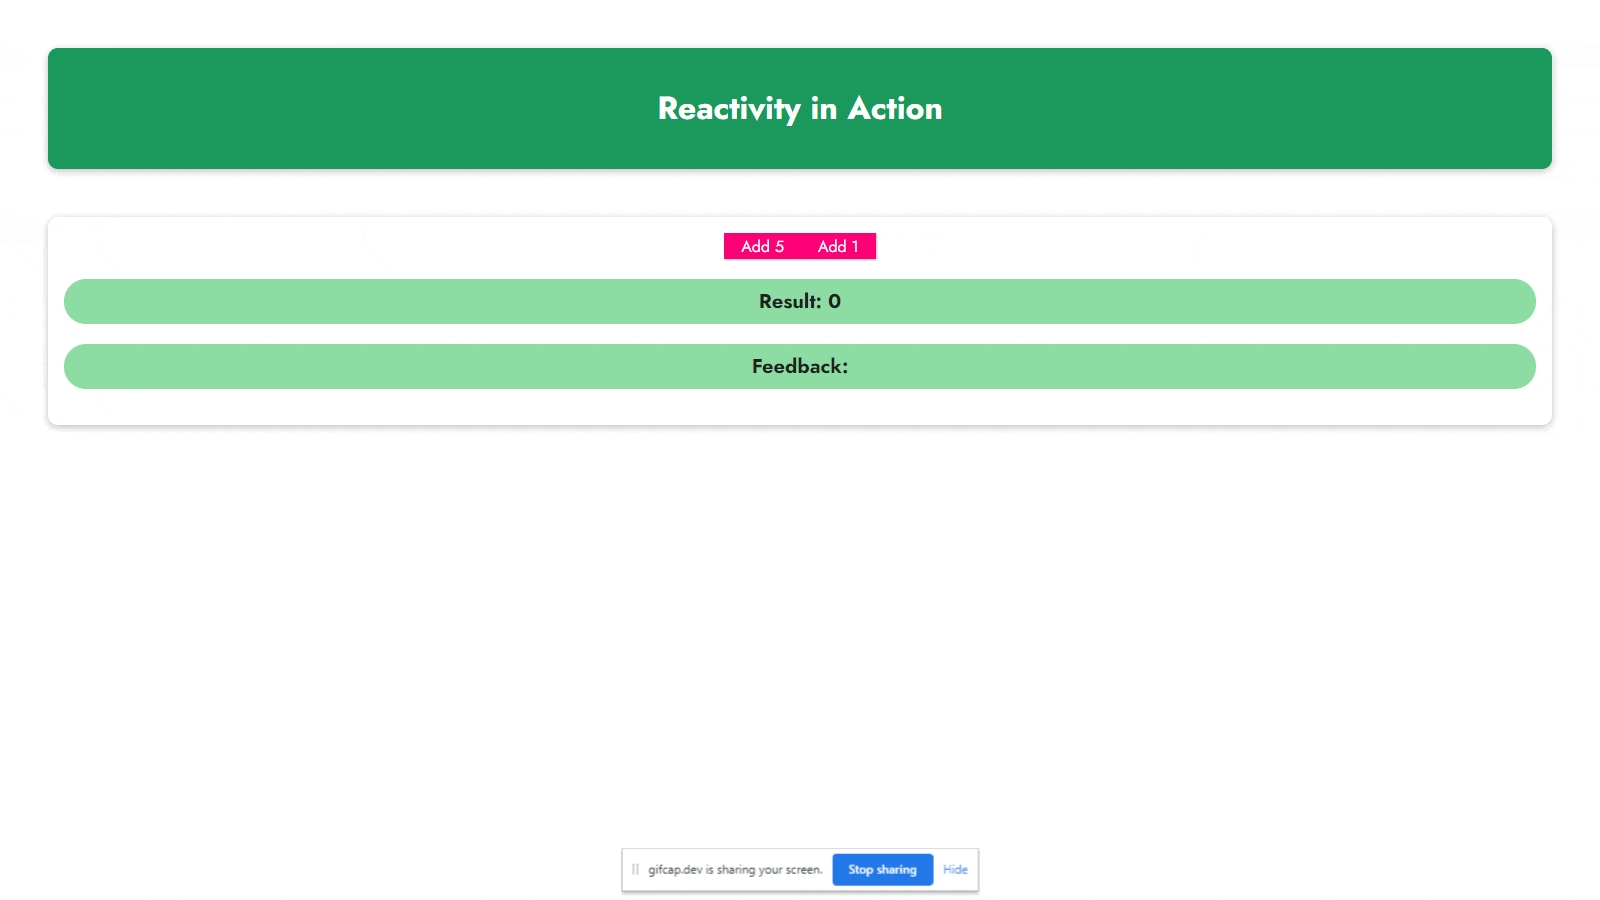 Reactivity in Action
Add 5 Add 1
Result: 0
Feedback:
gifcap.dev is sharing your screen. Stop sharing Hide